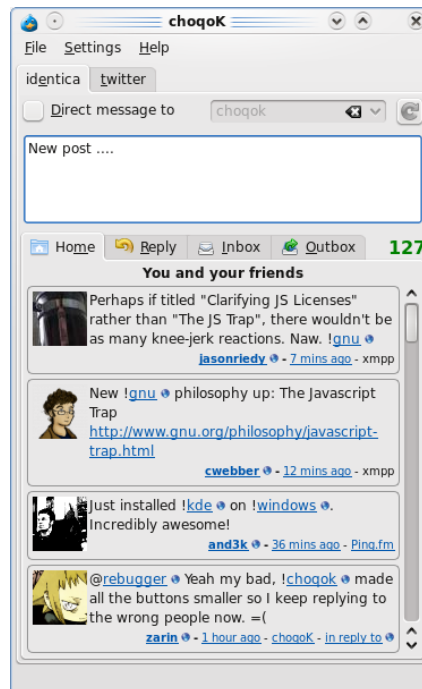 choqoK
File Settings Help
identica twitter
Direct message to choqok
New post ....
Home Reply Inbox Outbox 127
You and your friends
Perhaps if titled "Clarifying JS Licenses"
rather than "The JS Trap", there wouldn't be
as many knee-jerk reactions. Naw. !gnu
jasonriedy - 7 mins ago - xmpp
New !gnu philosophy up: The Javascript
Trap
http://www.gnu.org/philosophy/javascript-
trap.html
cwebber - 12 mins ago - xmpp
Just installed !kde on !windows.
Incredibly awesome!
and3k - 36 mins ago - Ping.fm
@rebugger Yeah my bad, !choqok made
all the buttons smaller so I keep replying to
the wrong people now. =(
zarin - 1 hour ago - choqoK - in reply to